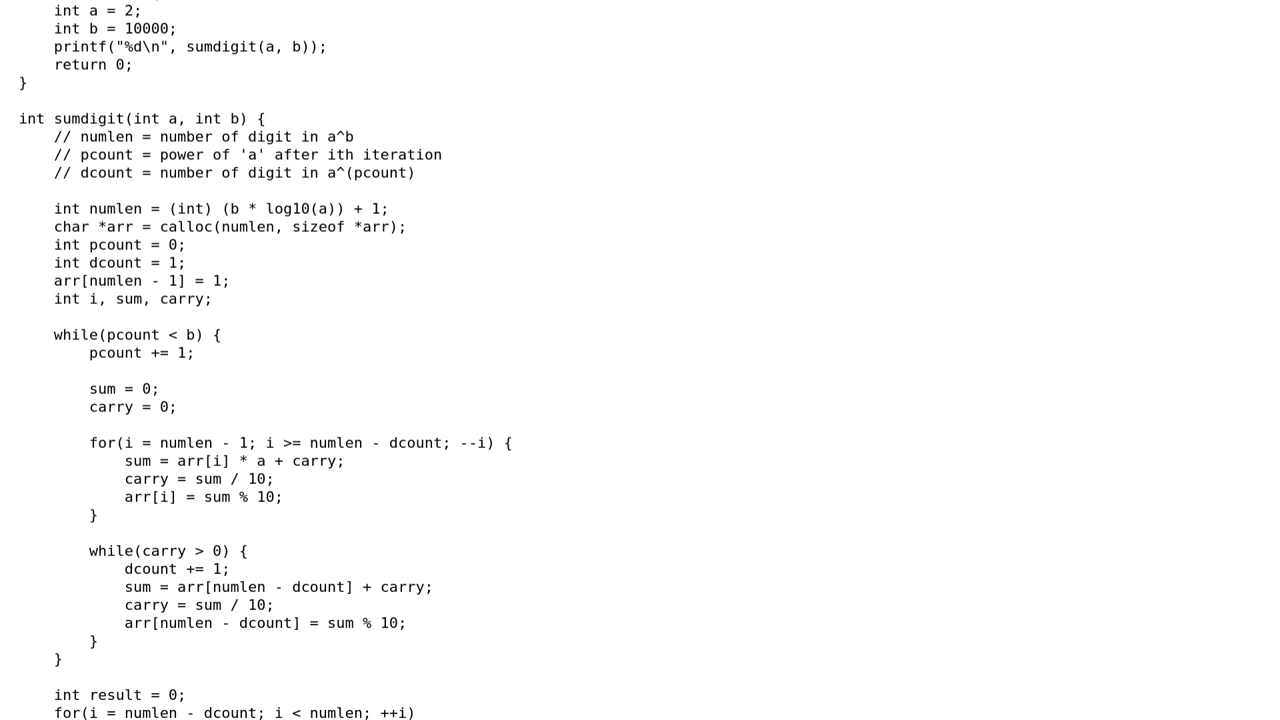 int a = 2;
int b = 10000;
printf("%d\n", sumdigit(a, b));
return 0;
}
int sumdigit(int a, int b) {
// numlen = number of digit in a^b
// pcount = power of 'a' after ith iteration
// dcount = number of digit in a^(pcount)
int numlen = (int) (b * log10(a)) + 1;
char *arr = calloc(numlen, sizeof *arr);
int pcount = 0;
int dcount = 1;
arr[numlen - 1] = 1;
int i, sum, carry;
while(pcount < b) {
pcount += 1;
sum = 0;
carry = 0;
for(i = numlen - 1; i >= numlen - dcount; --i) {
sum = arr[i] * a + carry;
carry = sum / 10;
arr[i] = sum % 10;
}
while(carry > 0) {
dcount += 1;
sum = arr[numlen - dcount] + carry;
carry = sum / 10;
arr[numlen - dcount] = sum % 10;
}
}
int result = 0;
for(i = numlen - dcount; i < numlen; ++i)